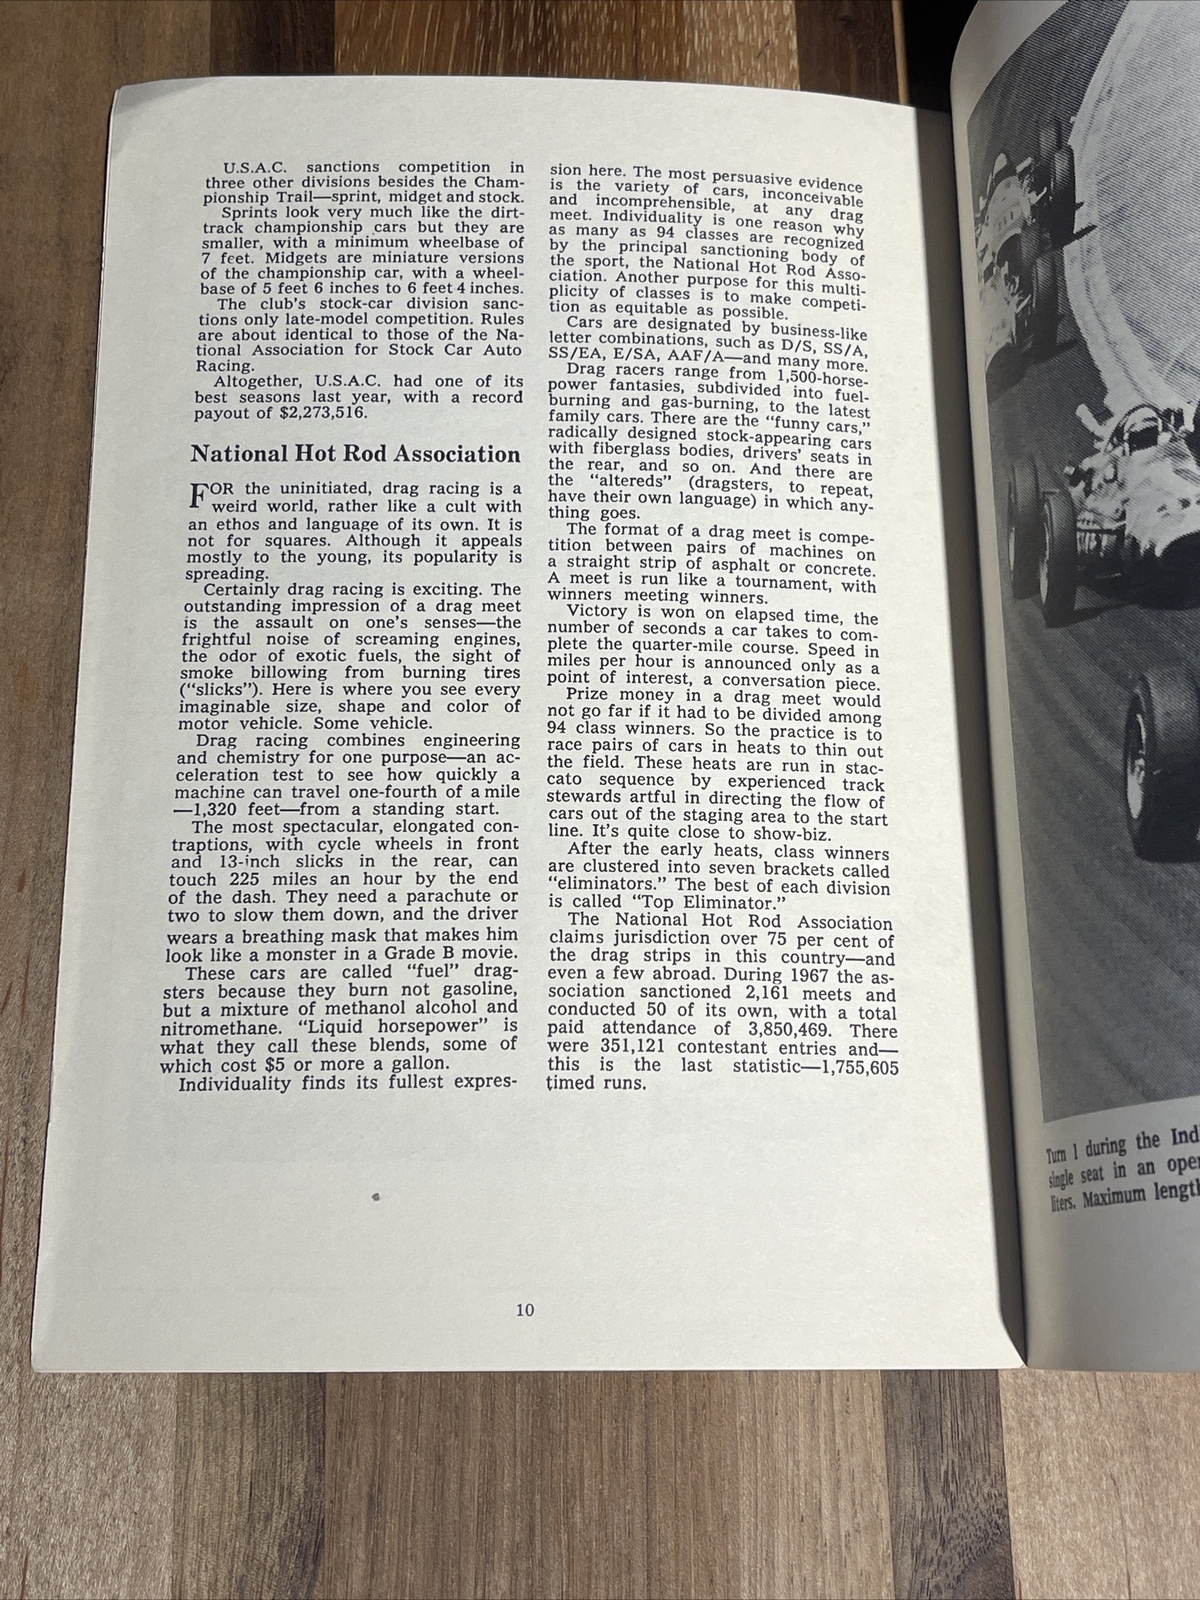 U.S.A.C. sanctions competition in
three other divisions besides the Cham-
pionship Trail—sprint, midget and stock.
Sprints look very much like the dirt-
track championship cars but they are
smaller, with a minimum wheelbase of
7 feet. Midgets are miniature versions
of the championship car, with a wheel-
base of 5 feet 6 inches to 6 feet 4 inches.
The club's stock-car division sanc-
tions only late-model competition. Rules
are about identical to those of the Na-
tional Association for Stock Car Auto
Racing.
Altogether, U.S.A.C. had one of its
best seasons last year, with a record
payout of $2,273,516.
National Hot Rod Association
FOR the uninitiated, drag racing is a
weird world, rather like a cult with
an ethos and language of its own. It is
not for squares. Although it appeals
mostly to the young, its popularity is
spreading.
Certainly drag racing is exciting. The
outstanding impression of a drag meet
is the assault on one's senses—the
frightful noise of screaming engines,
the odor of exotic fuels, the sight of
smoke billowing from burning tires
("slicks"). Here is where you see every
imaginable size, shape and color of
motor vehicle. Some vehicle.
Drag racing combines engineering
and chemistry for one purpose—an ac-
celeration test to see how quickly a
machine can travel one-fourth of a mile
—1,320 feet—from a standing start.
The most spectacular, elongated con-
traptions, with cycle wheels in front
and 13-inch slicks in the rear, can
touch 225 miles an hour by the end
of the dash. They need a parachute or
two to slow them down, and the driver
wears a breathing mask that makes him
look like a monster in a Grade B movie.
These cars are called "fuel" drag-
sters because they burn not gasoline,
but a mixture of methanol alcohol and
nitromethane. "Liquid horsepower" is
what they call these blends, some of
which cost $5 or more a gallon.
Individuality finds its fullest expres-
sion here. The most persuasive evidence
is the variety of cars, inconceivable
and incomprehensible, at any drag
meet. Individuality is one reason why
as many as 94 classes are recognized
by the principal sanctioning body of
the sport, the National Hot Rod Asso-
ciation. Another purpose for this multi-
plicity of classes is to make competi-
tion as equitable as possible.
Cars are designated by business-like
letter combinations, such as D/S, SS/A,
SS/EA, E/SA, AAF/A—and many more.
Drag racers range from 1,500-horse-
power fantasies, subdivided into fuel-
burning and gas-burning, to the latest
family cars. There are the "funny cars,"
radically designed stock-appearing cars
with fiberglass bodies, drivers' seats in
the rear, and so on. And there are
the "altereds" (dragsters, to repeat,
have their own language) in which any-
thing goes.
The format of a drag meet is compe-
tition between pairs of machines on
a straight strip of asphalt or concrete.
A meet is run like a tournament, with
winners meeting winners.
Victory is won on elapsed time, the
number of seconds a car takes to com-
plete the quarter-mile course. Speed in
miles per hour is announced only as a
point of interest, a conversation piece.
Prize money in a drag meet would
not go far if it had to be divided among
94 class winners. So the practice is to
race pairs of cars in heats to thin out
the field. These heats are run in stac-
cato sequence by experienced track
stewards artful in directing the flow of
cars out of the staging area to the start
line. It's quite close to show-biz.
After the early heats, class winners
are clustered into seven brackets called
"eliminators." The best of each division
is called "Top Eliminator."
The National Hot Rod Association
claims jurisdiction over 75 per cent of
the drag strips in this country—and
even a few abroad. During 1967 the as-
sociation sanctioned 2,161 meets and
conducted 50 of its own, with a total
paid attendance of 3,850,469. There
were 351,121 contestant entries and—
this is the last statistic—1,755,605
timed runs.
10
Turn 1 during the Ind
single seat in an oper
liters. Maximum length